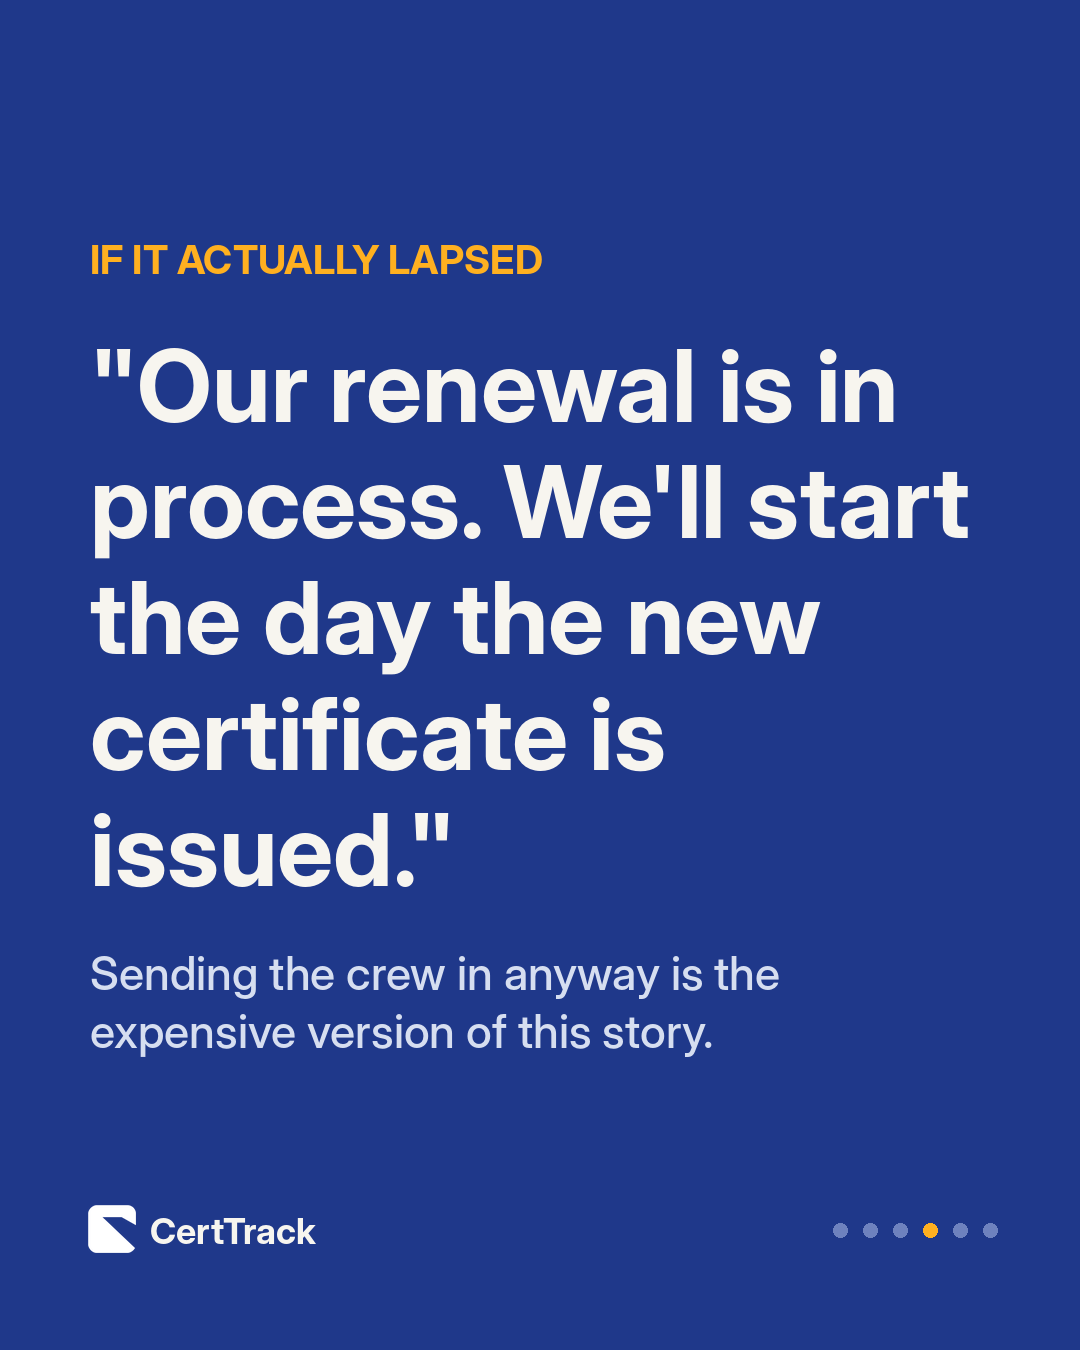 IF IT ACTUALLY LAPSED
"Our renewal is in
process. We'll start
the day the new
certificate is
issued."
Sending the crew in anyway is the
expensive version of this story.
CertTrack